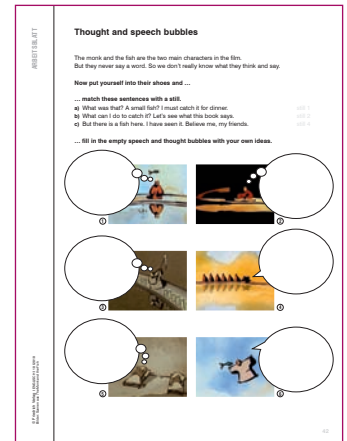 ARBEITSBLATT
Thought and speech bubbles
The monk and the fish are the two main characters in the film.
But they never say a word. So we don't really know what they think and say.
Now put yourself into their shoes and …
… match these sentences with a still.
a) What was that? A small fish? I must catch it for dinner.
b) What can I do to catch it? Let's see what this book says.
c) But there is a fish here. I have seen it. Believe me, my friends.
… fill in the empty speech and thought bubbles with your own ideas.
1
2
3
4
5
6